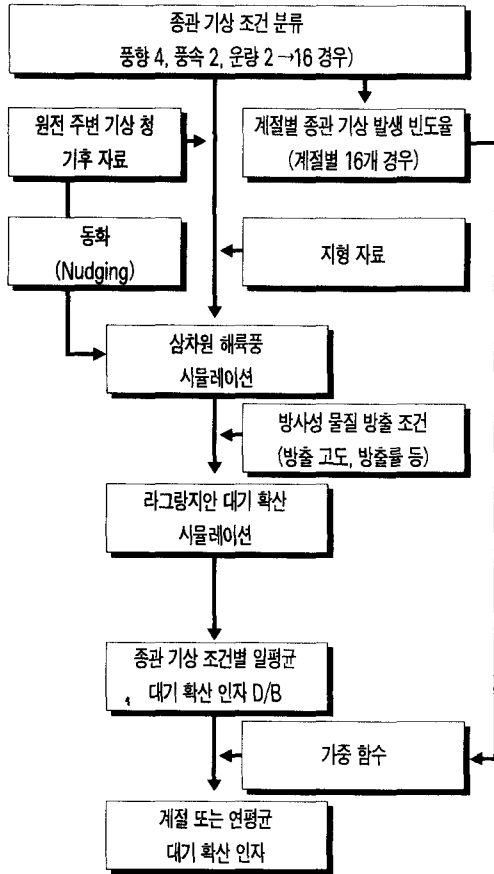 종관 기상 조건 분류
풍향 4, 풍속 2, 운량 2 →16 경우)
원전 주변 기상 청
기후 자료
계절별 종관 기상 발생 빈도율
(계절별 16개 경우)
동화
(Nudging)
지형 자료
삼차원 해륙풍
시뮬레이션
방사성 물질 방출 조건
(방출 고도, 방출률 등)
라그랑지안 대기 확산
시뮬레이션
종관 기상 조건별 일평균
대기 확산 인자 D/B
가중 함수
계절 또는 연평균
대기 확산 인자